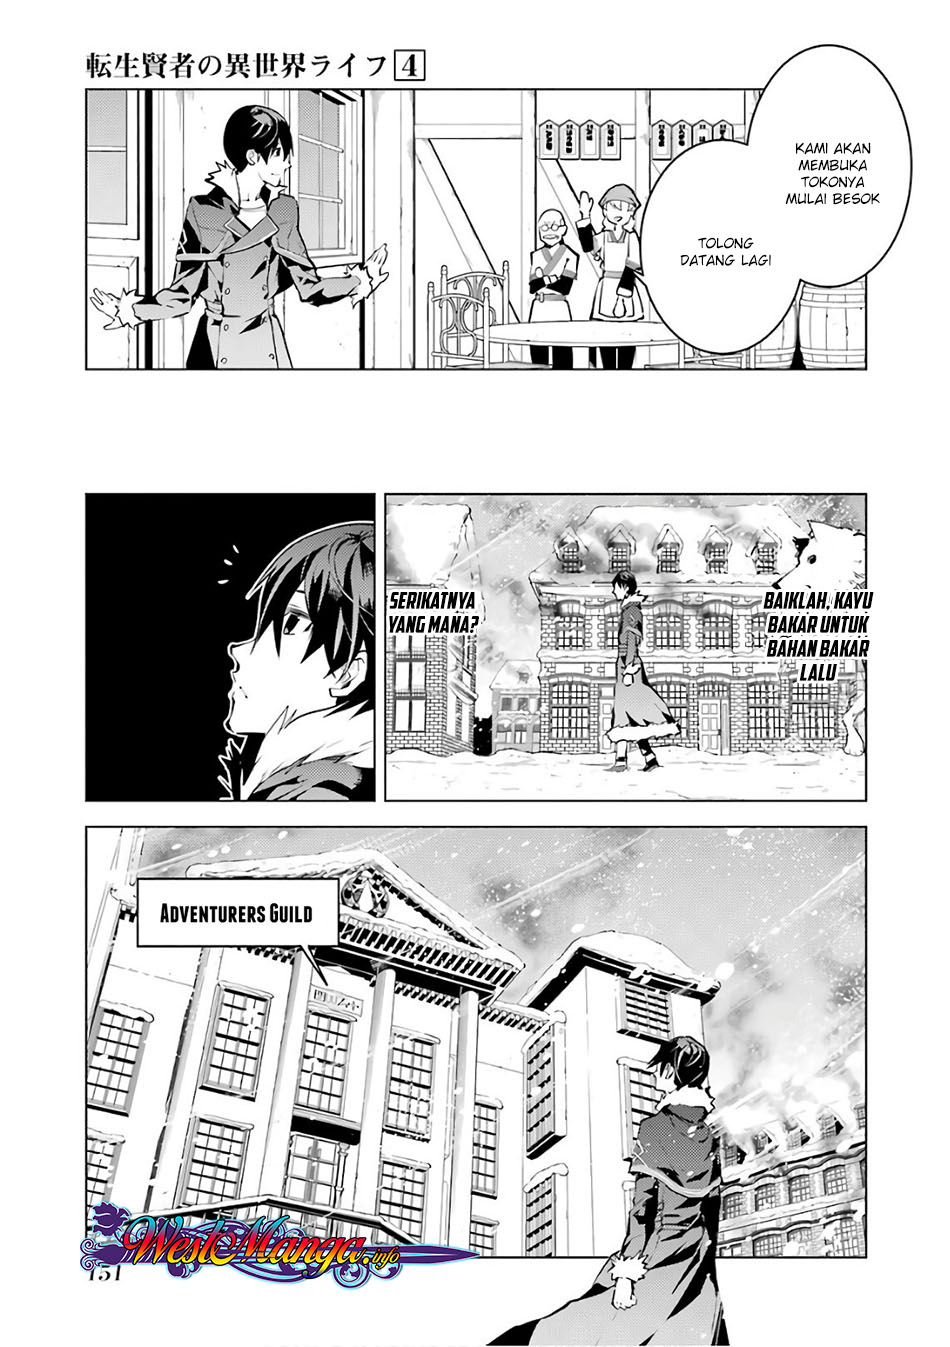 転生賢者の異世界ライフ 4
KAMI AKAN
MEMBUKA
TOKONYA
MULAI BESOK
TOLONG
DATANG LAGI
BAIKLAH, KAYU
BAKAR UNTUK
BAHAN BAKAR
LALU
SERIKATNYA
YANG MANA?
ADVENTURERS GUILD
WestManga.info
151